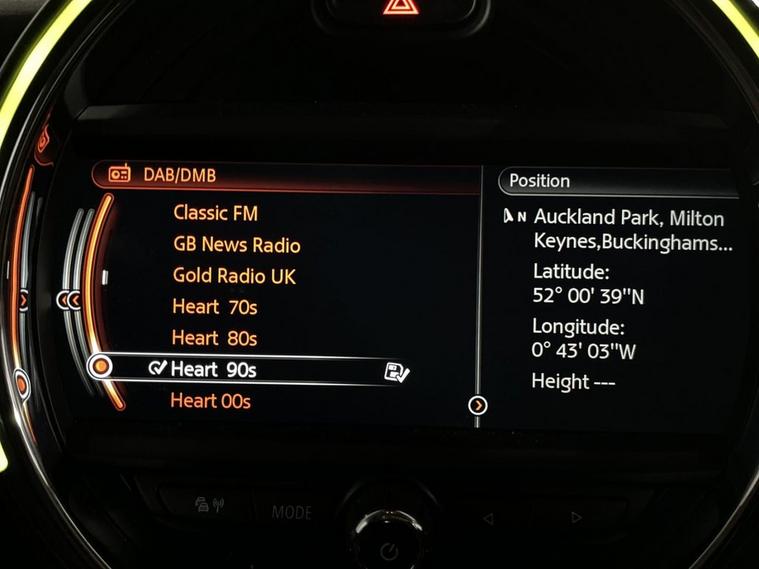 DAB/DMB
Classic FM
GB News Radio
Gold Radio UK
Heart 70s
Heart 80s
Heart 90s
Heart 00s
Position
N Auckland Park, Milton
Keynes,Buckinghams...
Latitude:
52° 00' 39"N
Longitude:
0° 43' 03"W
Height ---
MODE